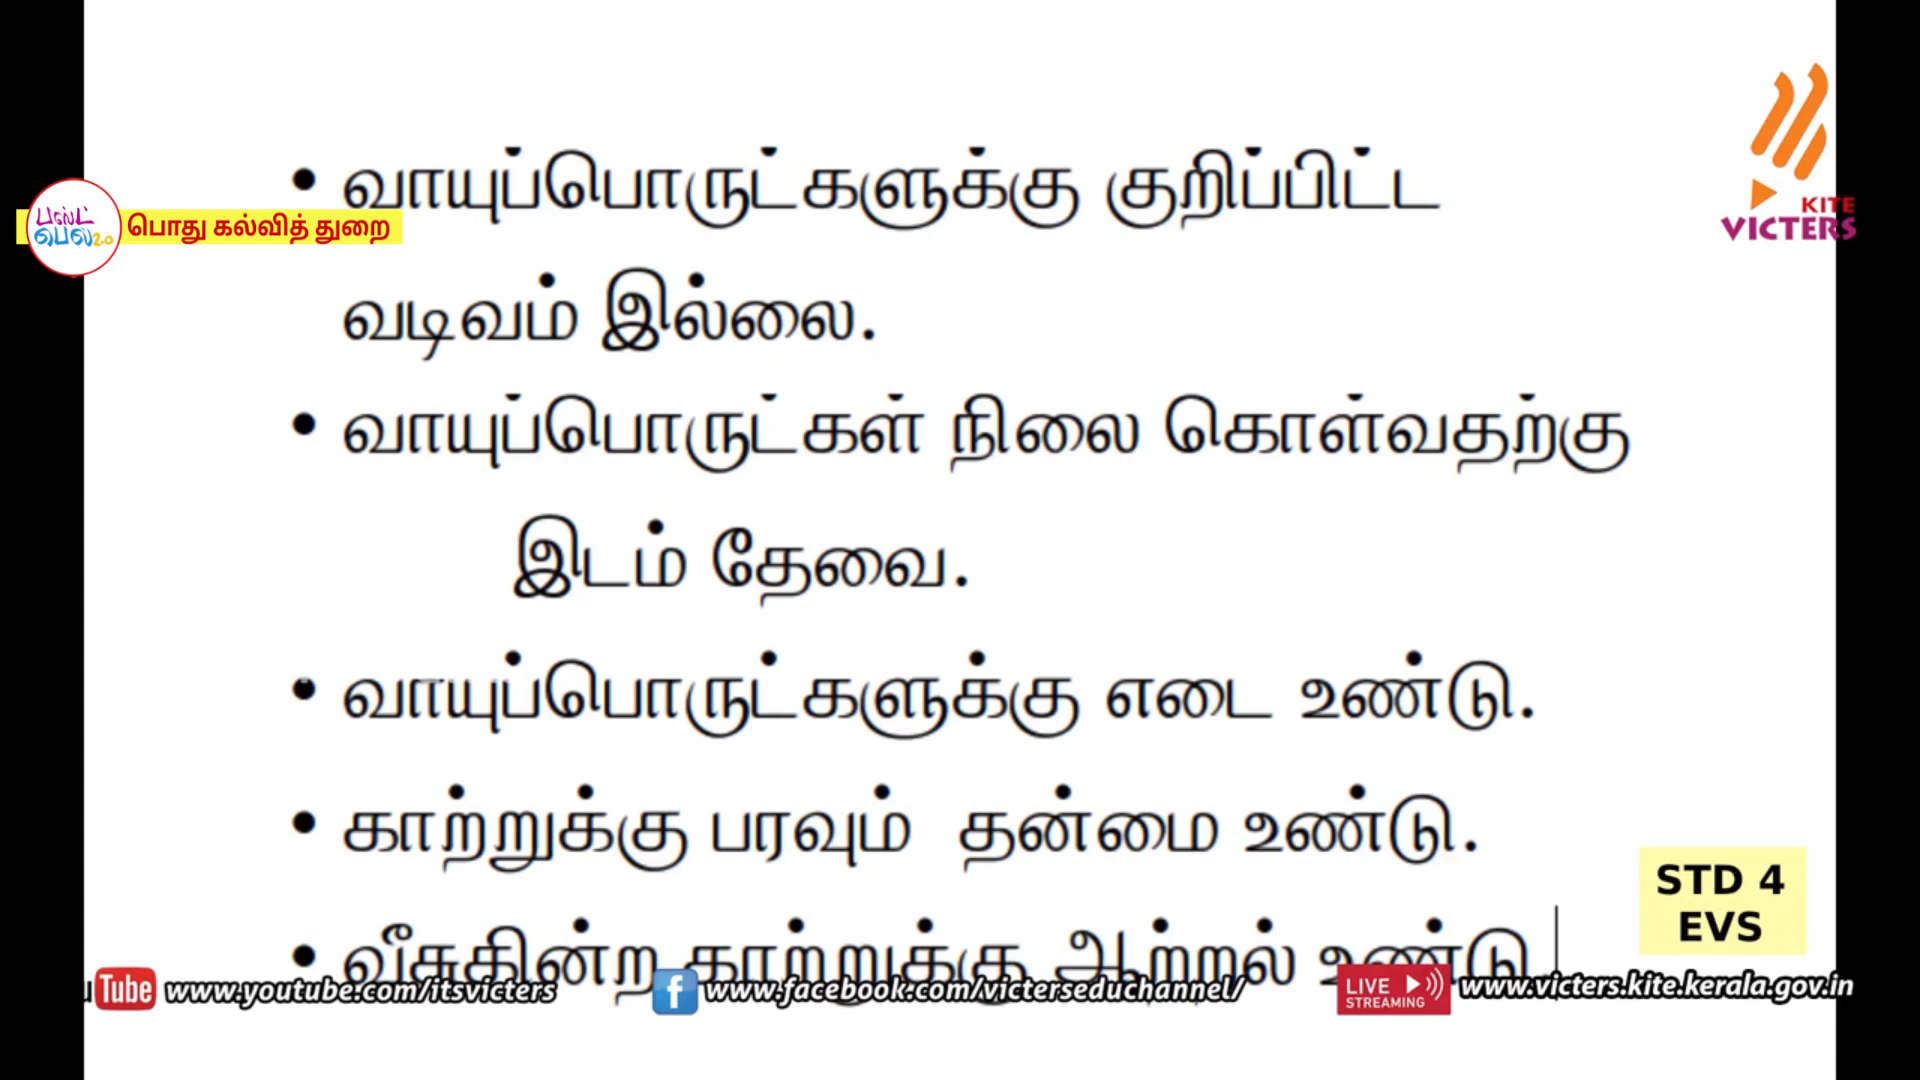 • வாயுப்பொருட்களுக்கு குறிப்பிட்ட
வடிவம் இல்லை.
• வாயுப்பொருட்கள் நிலை கொள்வதற்கு
இடம் தேவை.
• வாயுப்பொருட்களுக்கு எடை உண்டு.
• காற்றுக்கு பரவும் தன்மை உண்டு.
• வீசுகின்ற காற்றுக்கு ஆற்றல் உண்டு
பஸ்ட்
பெல் 2.0
பொது கல்வித் துறை
KITE
VICTERS
STD 4
EVS
Tube www.youtube.com/itsvicters
f www.facebook.com/victerseduchannel/
LIVE
STREAMING
www.victers.kite.kerala.gov.in